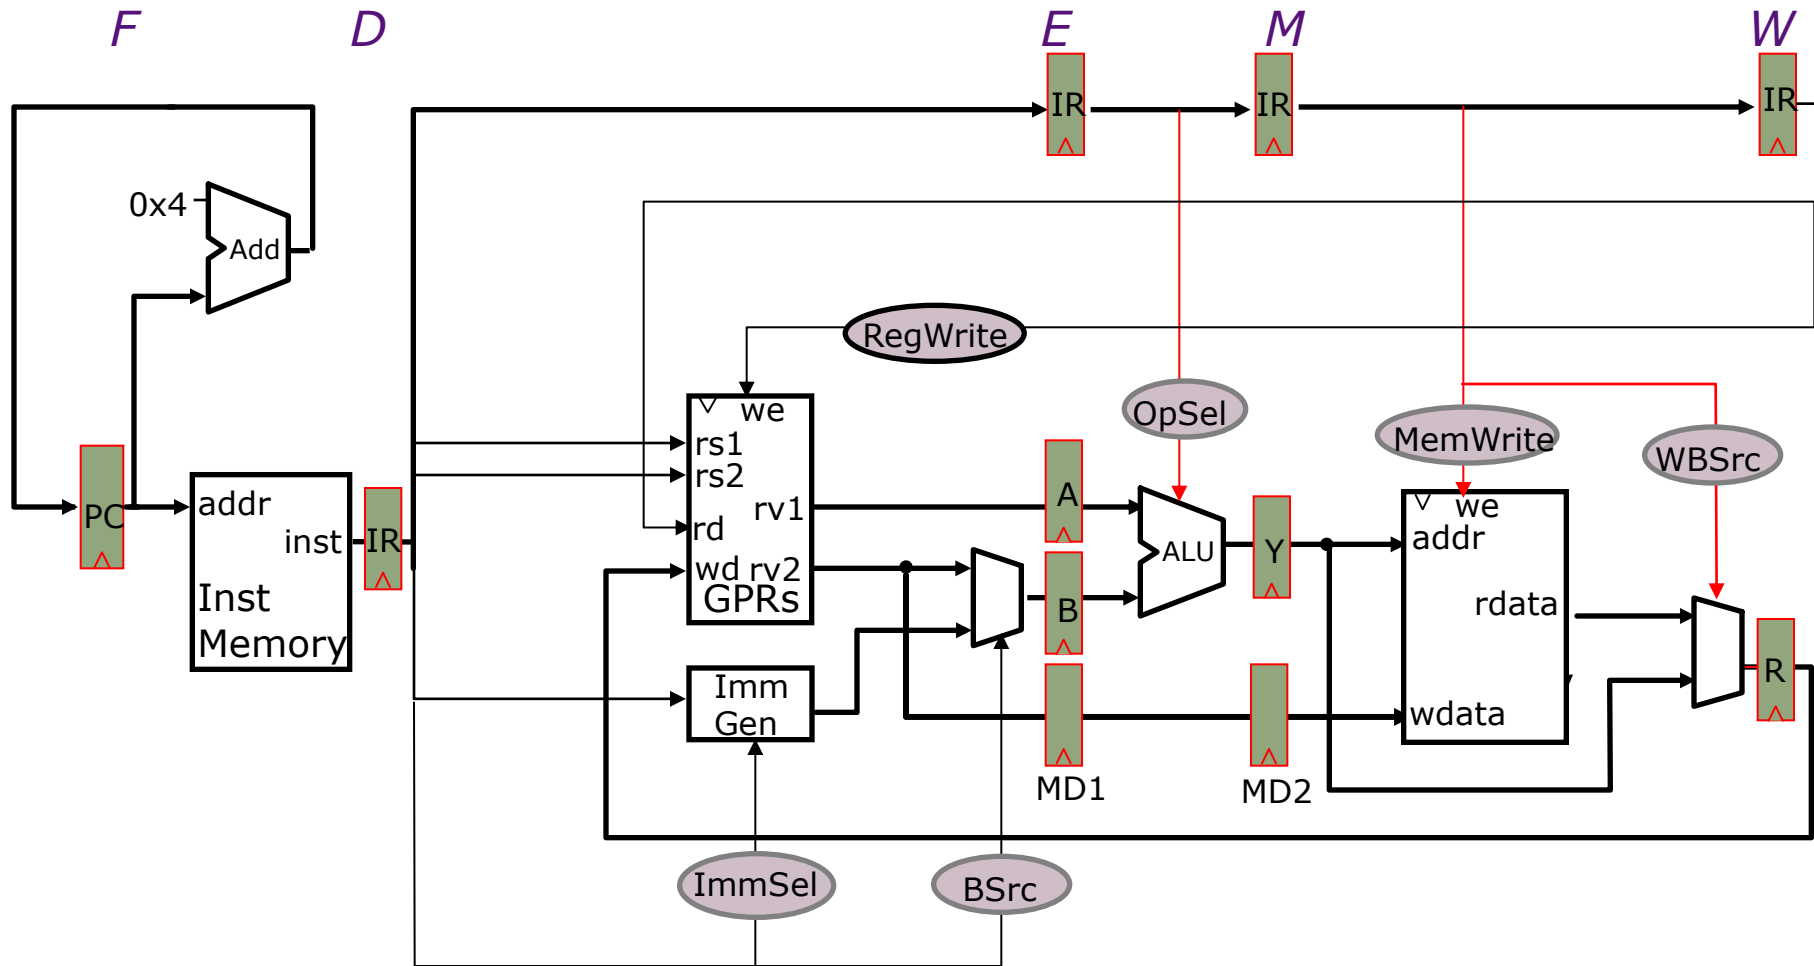 F D E M W
IR IR IR
0x4
Add
RegWrite
we
OpSel
MemWrite
WBSrc
rs1
rs2
rv1
rd
wd rv2
GPRs
PC
addr
inst
Inst
Memory
IR
A
B
ALU
Y
we
addr
rdata
wdata
R
Imm
Gen
MD1
MD2
ImmSel
BSrc